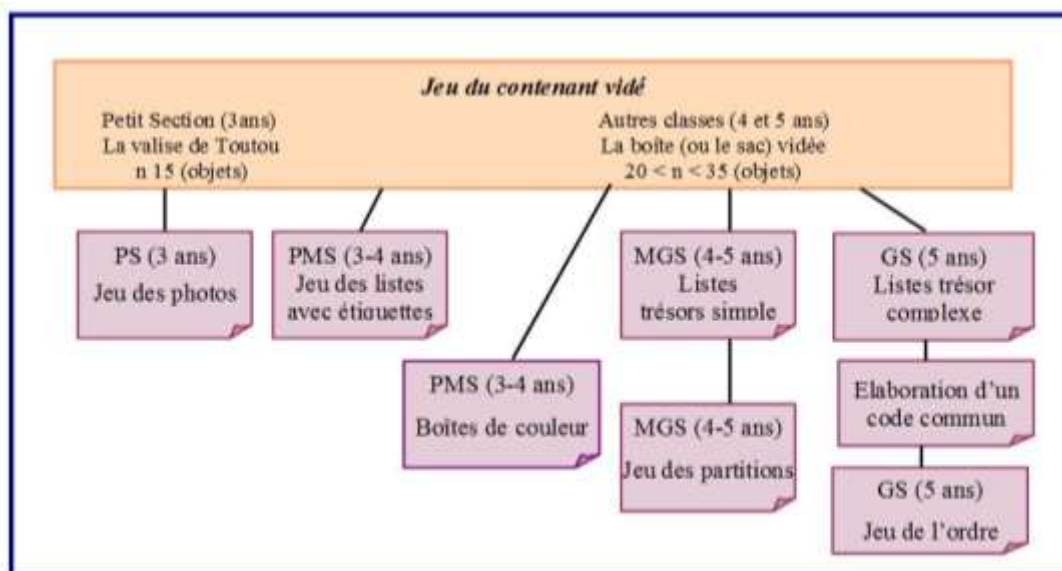 Jeu du contenant vidé
Petit Section (3ans)
La valise de Toutou
n 15 (objets)
Autres classes (4 et 5 ans)
La boîte (ou le sac) vidée
20 < n < 35 (objets)
PS (3 ans)
Jeu des photos
PMS (3-4 ans)
Jeu des listes
avec étiquettes
MGS (4-5 ans)
Listes
trésors simple
GS (5 ans)
Listes trésor
complexe
PMS (3-4 ans)
Boîtes de couleur
MGS (4-5 ans)
Jeu des partitions
Elaboration d'un
code commun
GS (5 ans)
Jeu de l'ordre